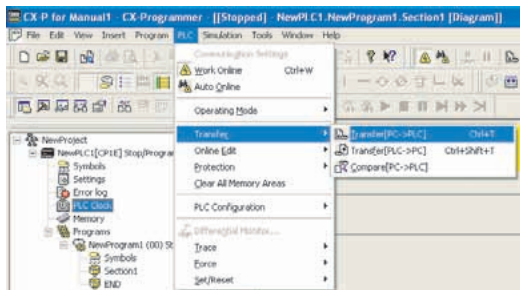 CX-P for Manual1 - CX-Programmer - [[Stopped] - NewPLC1.NewProgram1.Section1 [Diagram]]
File Edit View Insert Program PLC Simulation Tools Window Help
Communication Settings
Work Online Ctrl+W
Auto Online
Operating Mode
Transfer
Transfer[PC->PLC] Ctrl+T
Online Edit
Transfer[PLC->PC] Ctrl+Shift+T
Protection
Compare[PC->PLC]
Clear All Memory Areas
PLC Configuration
Differential Monitor...
Trace
Force
Set/Reset
NewProject
NewPLC1[CP1E] Stop/Progra
Symbols
Settings
Error log
PLC Clock
Memory
Programs
NewProgram1 (00) St
Symbols
Section1
END